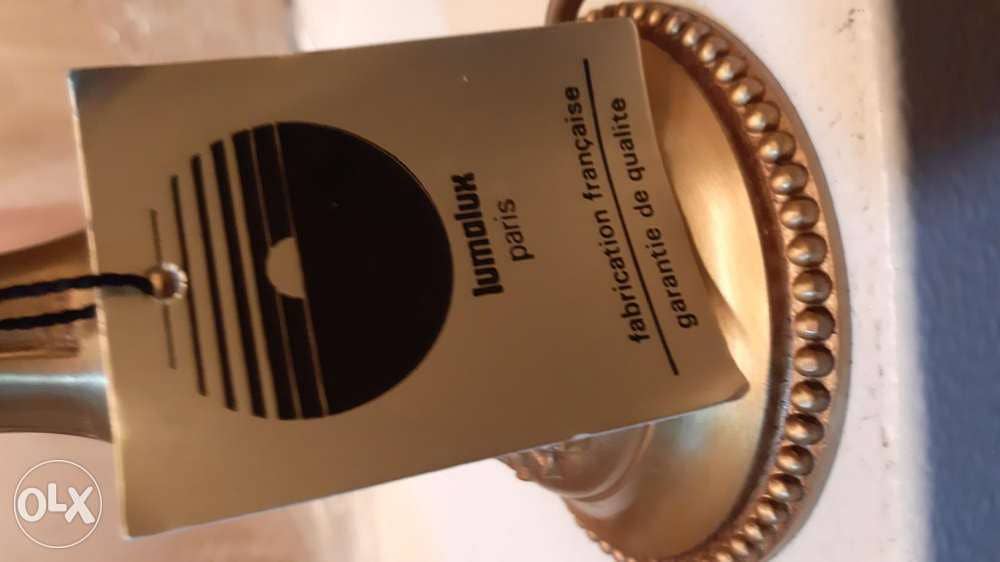 lumalux
paris
fabrication française
garantie de qualite
OLX